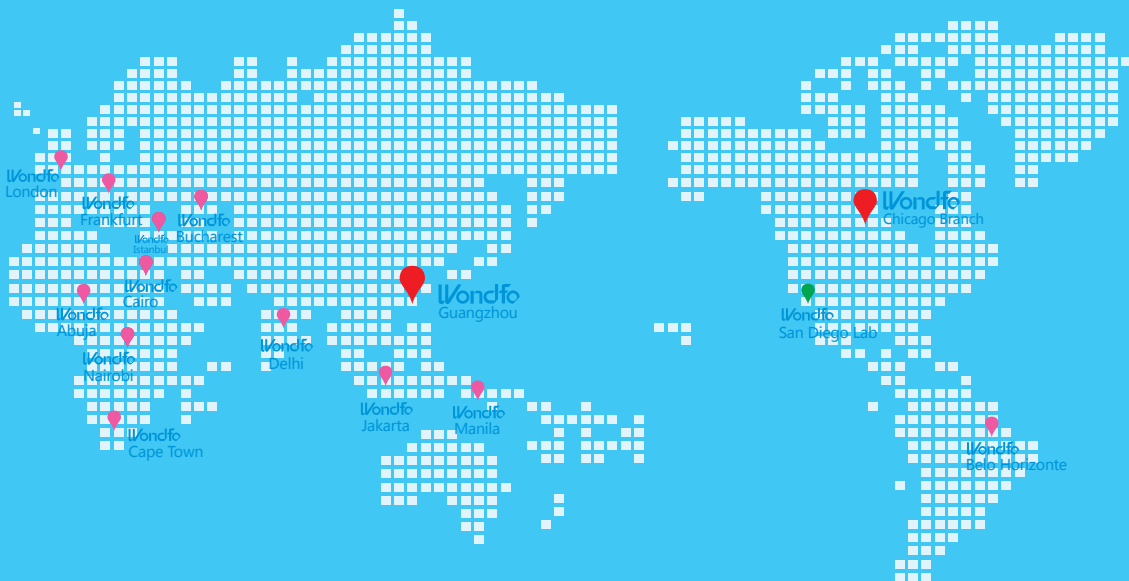 Wondfo
London
Wondfo
Frankfurt
Wondfo
Bucharest
Wondfo
Istanbul
Wondfo
Cairo
Wondfo
Abuja
Wondfo
Nairobi
Wondfo
Cape Town
Wondfo
Guangzhou
Wondfo
Delhi
Wondfo
Jakarta
Wondfo
Manila
Wondfo
Chicago Branch
Wondfo
San Diego Lab
Wondfo
Belo Horizonte